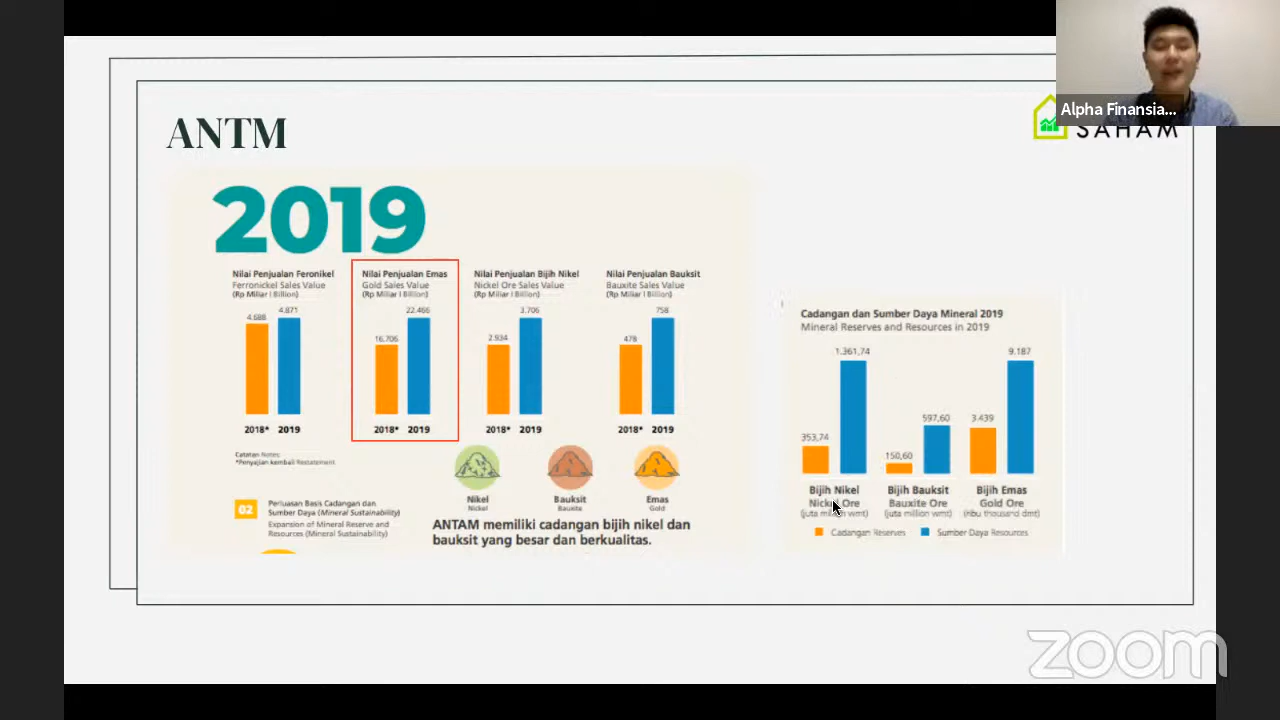 Alpha Finansia...
SAHAM
ANTM
2019
Nilai Penjualan Feronikel
Ferronickel Sales Value
(Rp Miliar I Billion)
4.688
4.871
2018*
2019
Nilai Penjualan Emas
Gold Sales Value
(Rp Miliar I Billion)
16.706
22.466
2018*
2019
Nilai Penjualan Bijih Nikel
Nickel Ore Sales Value
(Rp Miliar I Billion)
2.934
3.706
2018*
2019
Nilai Penjualan Bauksit
Bauxite Sales Value
(Rp Miliar I Billion)
478
758
2018*
2019
Catatan Notes:
*Penyajian kembali Restatement
02
Perluasan Basis Cadangan dan
Sumber Daya (Mineral Sustainability)
Expansion of Mineral Reserve and
Resources (Mineral Sustainability)
Nikel
Nickel
Bauksit
Bauxite
Emas
Gold
ANTAM memiliki cadangan bijih nikel dan
bauksit yang besar dan berkualitas.
Cadangan dan Sumber Daya Mineral 2019
Mineral Reserves and Resources in 2019
353,74
1.361,74
150,60
597,60
3.439
9.187
Bijih Nikel
Nickel Ore
(juta million wmt)
Bijih Bauksit
Bauxite Ore
(juta million wmt)
Bijih Emas
Gold Ore
(ribu thousand dmt)
Cadangan Reserves
Sumber Daya Resources
zoom